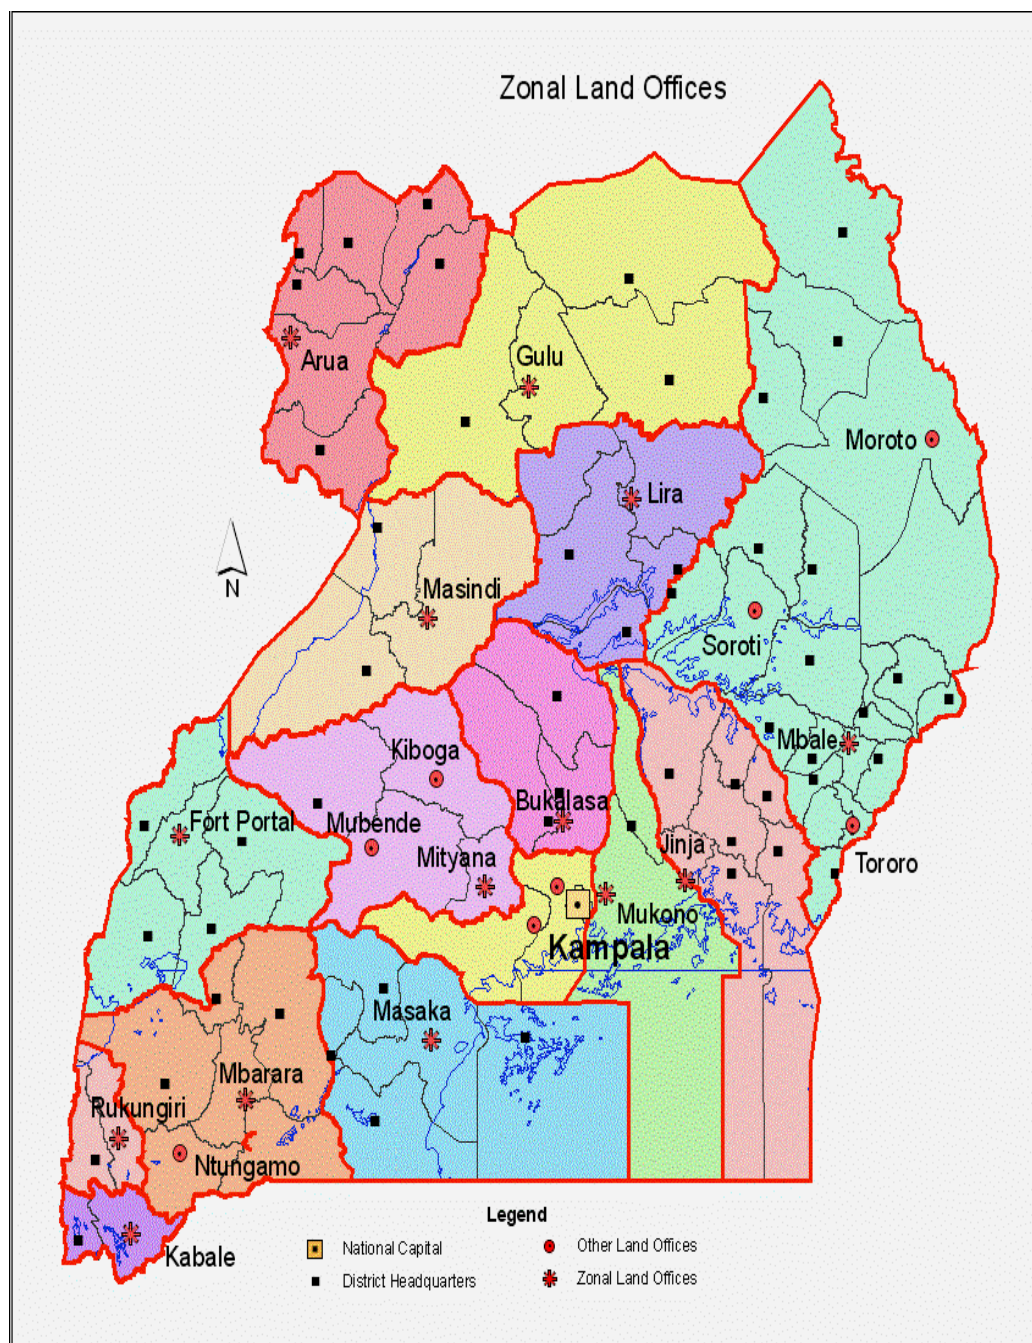 Zonal Land Offices
Arua
Gulu
Moroto
Lira
N
Masindi
Soroti
Mbale
Kiboga
Fort Portal
Mubende
Bukalasa
Mityana
Jinja
Tororo
Mukono
Kampala
Masaka
Mbarara
Rukungiri
Ntungamo
Kabale
Legend
National Capital
Other Land Offices
District Headquarters
Zonal Land Offices